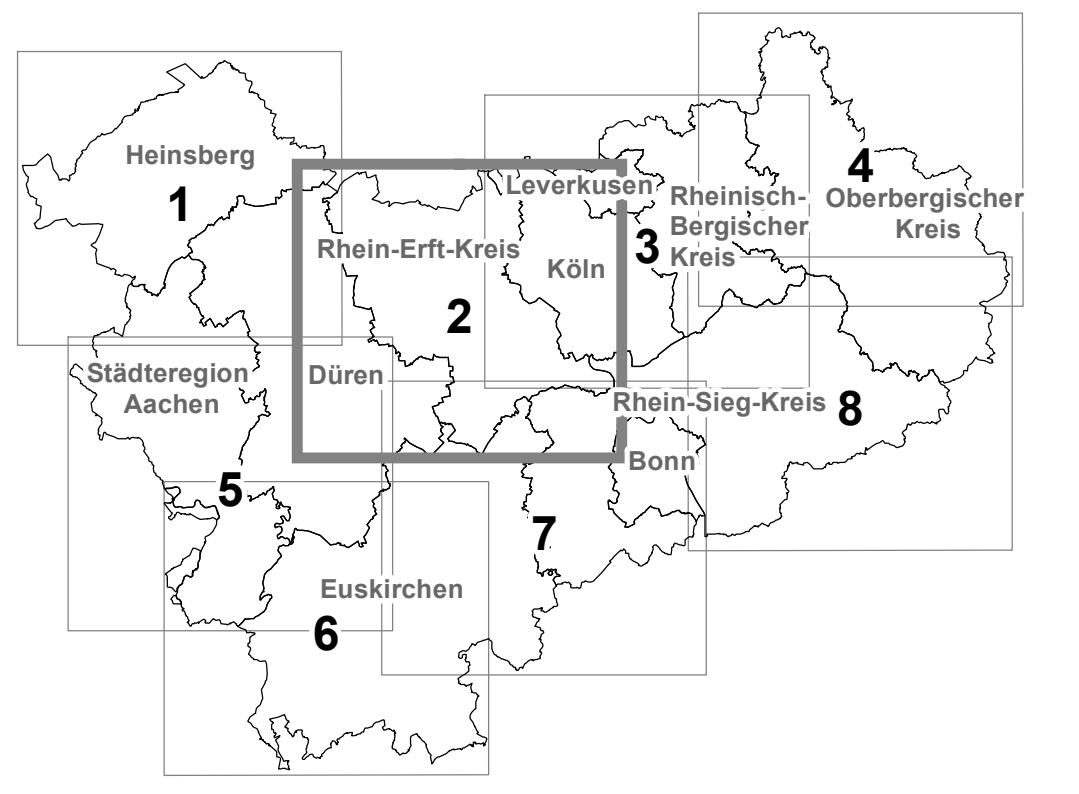 Heinsberg
1
4
Leverkusen
Rheinisch-
Bergischer
Kreis
Oberbergischer
Kreis
3
Rhein-Erft-Kreis
Köln
2
Städteregion
Aachen
Düren
Rhein-Sieg-Kreis
8
Bonn
5
7
Euskirchen
6